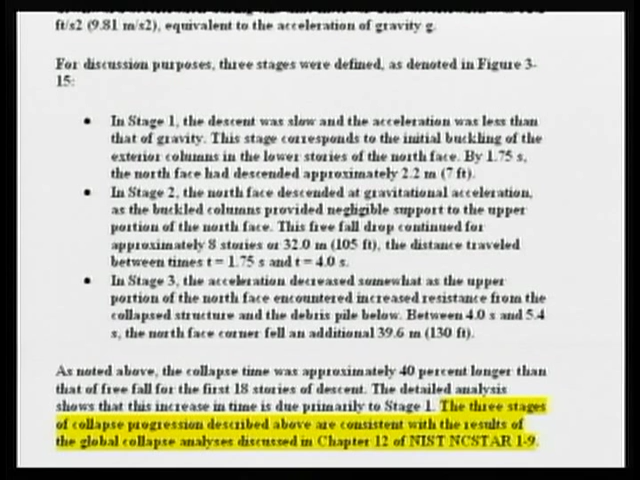 ft/s2 (9.81 m/s2), equivalent to the acceleration of gravity g.
For discussion purposes, three stages were defined, as denoted in Figure 3-
15:
• In Stage 1, the descent was slow and the acceleration was less than
that of gravity. This stage corresponds to the initial buckling of the
exterior columns in the lower stories of the north face. By 1.75 s,
the north face had descended approximately 2.2 m (7 ft).
• In Stage 2, the north face descended at gravitational acceleration,
as the buckled columns provided negligible support to the upper
portion of the north face. This free fall drop continued for
approximately 8 stories or 32.0 m (105 ft), the distance traveled
between times t = 1.75 s and t = 4.0 s.
• In Stage 3, the acceleration decreased somewhat as the upper
portion of the north face encountered increased resistance from the
collapsed structure and the debris pile below. Between 4.0 s and 5.4
s, the north face corner fell an additional 39.6 m (130 ft).
As noted above, the collapse time was approximately 40 percent longer than
that of free fall for the first 18 stories of descent. The detailed analysis
shows that this increase in time is due primarily to Stage 1. The three stages
of collapse progression described above are consistent with the results of
the global collapse analyses discussed in Chapter 12 of NIST NCSTAR 1-9.